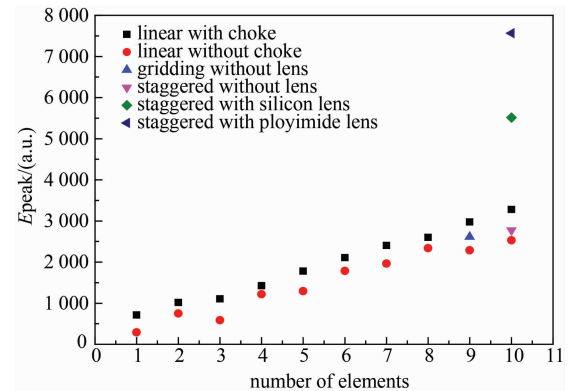 8 000
7 000
6 000
5 000
4 000
3 000
2 000
1 000
0
Epeak/(a.u.)
linear with choke
linear without choke
gridding without lens
staggered without lens
staggered with silicon lens
staggered with ployimide lens
0 1 2 3 4 5 6 7 8 9 10 11
number of elements